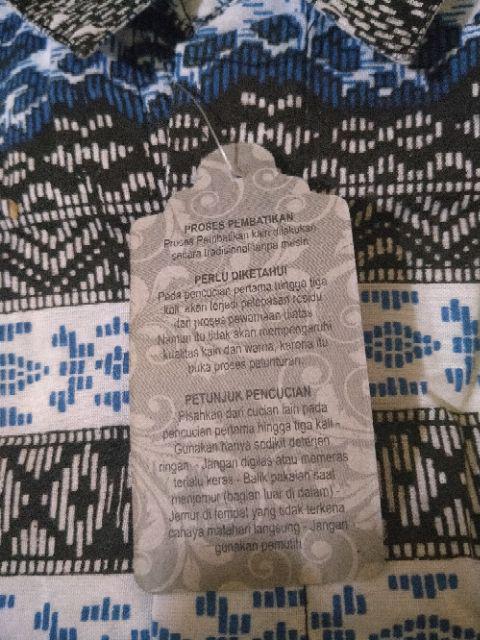 PROSES PEMBATIKAN
Proses Pembatikan kain dilakukan
secara tradisional tanpa mesin.
PERLU DIKETAHUI
Pada pencucian pertama hingga tiga
kali, akan terjadi pelepasan residu
dari proses pewarnaan diatas
Namun itu tidak akan mempengaruhi
kualitas kain dan warna, karena itu
buka proses pelunturan.
PETUNJUK PENCUCIAN
- Pisahkan dari cucian lain pada
pencucian pertama hingga tiga kali -
Gunakan hanya sedikit deterjen
ringan - Jangan digilas atau memeras
terlalu keras - Balik pakaian saat
menjemur (bagian luar di dalam) -
Jemur di tempat yang tidak terkena
cahaya matahari langsung - Jangan
gunakan pemutih